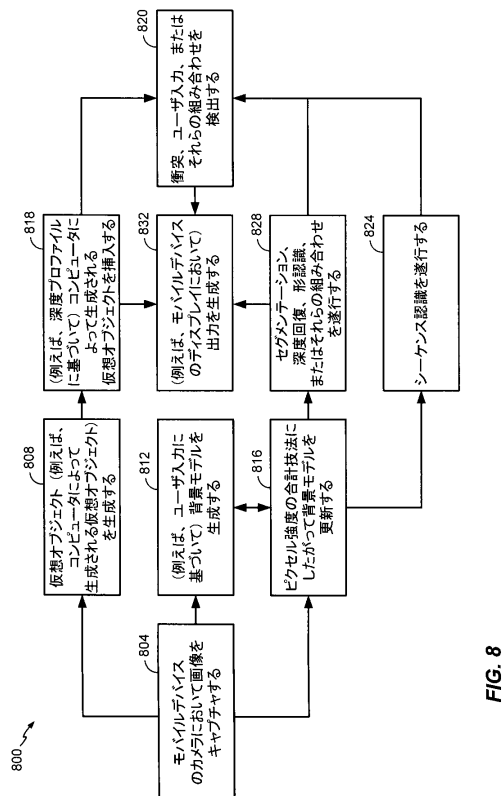 800
804
モバイルデバイス
のカメラにおいて画像を
キャプチャする
808
仮想オブジェクト(例えば、
コンピュータによって
生成される仮想オブジェクト)
を生成する
812
(例えば、ユーザ入力に
基づいて)背景モデルを
生成する
816
ピクセル強度の合計技法に
したがって背景モデルを
更新する
818
(例えば、深度プロファイル
に基づいて)コンピュータに
よって生成される
仮想オブジェクトを挿入する
832
(例えば、モバイルデバイス
のディスプレイにおいて)
出力を生成する
828
セグメンテーション、
深度回復、形認識、
またはそれらの組み合わせ
を遂行する
824
シーケンス認識を遂行する
820
衝突、ユーザ入力、または
それらの組み合わせを
検出する
FIG. 8